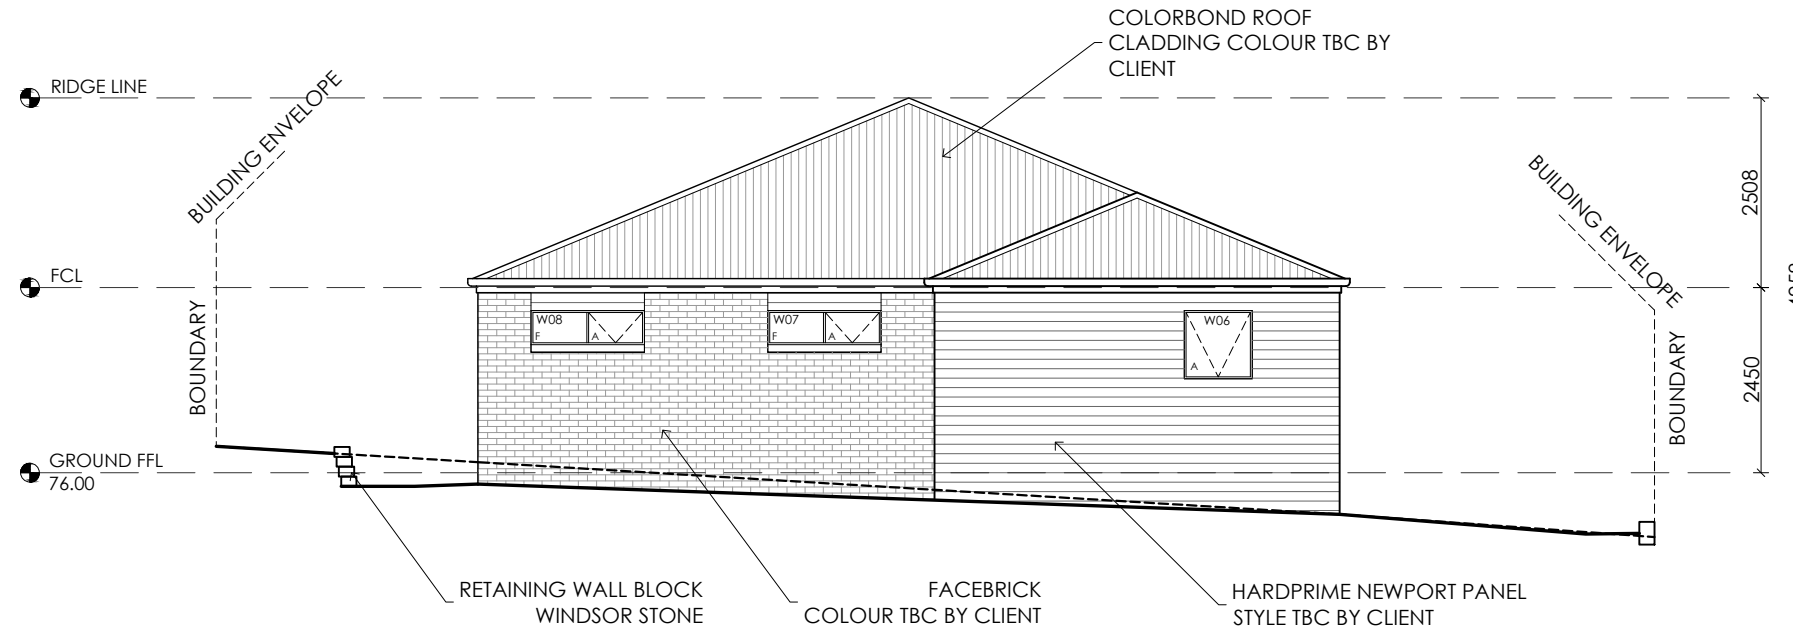 COLORBOND ROOF
CLADDING COLOUR TBC BY
CLIENT
RIDGE LINE
BUILDING ENVELOPE
BUILDING ENVELOPE
2508
FCL
BOUNDARY
W08
F
A
W07
F
A
W06
A
BOUNDARY
2450
GROUND FFL
76.00
RETAINING WALL BLOCK
WINDSOR STONE
FACEBRICK
COLOUR TBC BY CLIENT
HARDPRIME NEWPORT PANEL
STYLE TBC BY CLIENT